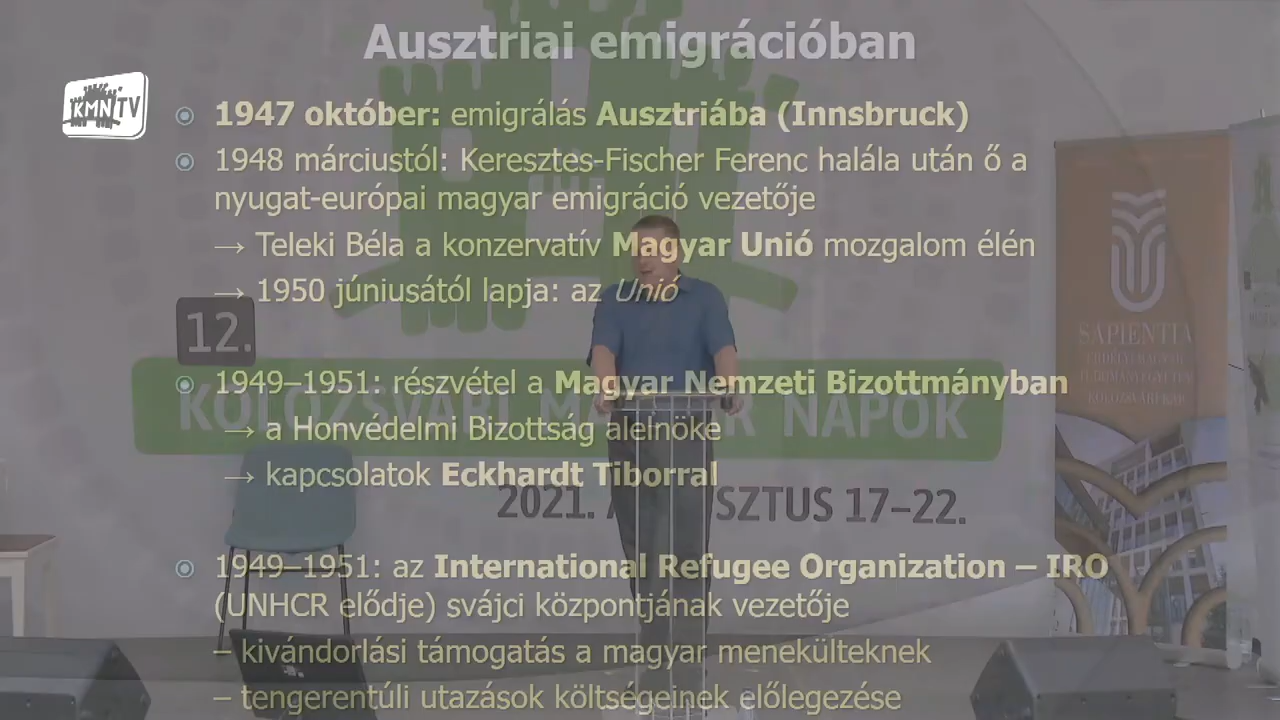 Ausztriai emigrációban
KMN TV
1947 október: emigrálás Ausztriába (Innsbruck)
1948 márciustól: Keresztes-Fischer Ferenc halála után ő a
nyugat-európai magyar emigráció vezetője
→ Teleki Béla a konzervatív Magyar Unió mozgalom élén
→ 1950 júniusától lapja: az Unió
12.
SAPIENTIA
1949–1951: részvétel a Magyar Nemzeti Bizottmányban
KOLOZSVÁRI MAGYAR NAPOK
→ a Honvédelmi Bizottság alelnöke
→ kapcsolatok Eckhardt Tiborral
2021. SZTUS 17–22.
1949–1951: az International Refugee Organization – IRO
(UNHCR elődje) svájci központjának vezetője
– kivándorlási támogatás a magyar menekülteknek
– tengerentúli utazások költségeinek előlegezése